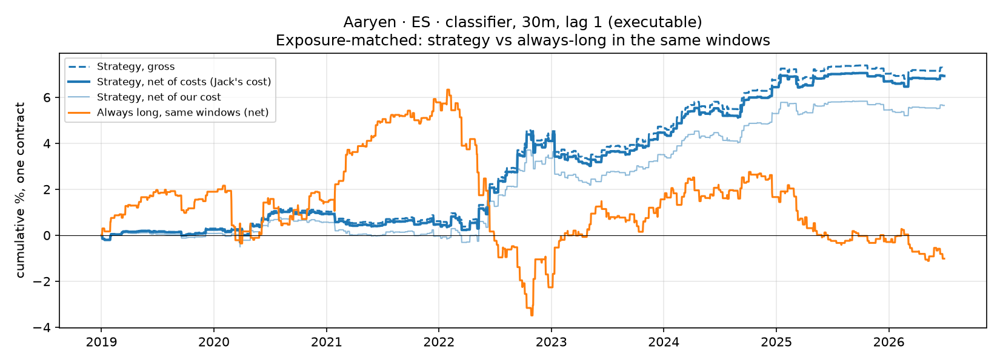 Aaryen · ES · classifier, 30m, lag 1 (executable)
Exposure-matched: strategy vs always-long in the same windows
Strategy, gross
Strategy, net of costs (Jack's cost)
Strategy, net of our cost
Always long, same windows (net)
cumulative %, one contract
6
4
2
0
−2
−4
2019
2020
2021
2022
2023
2024
2025
2026